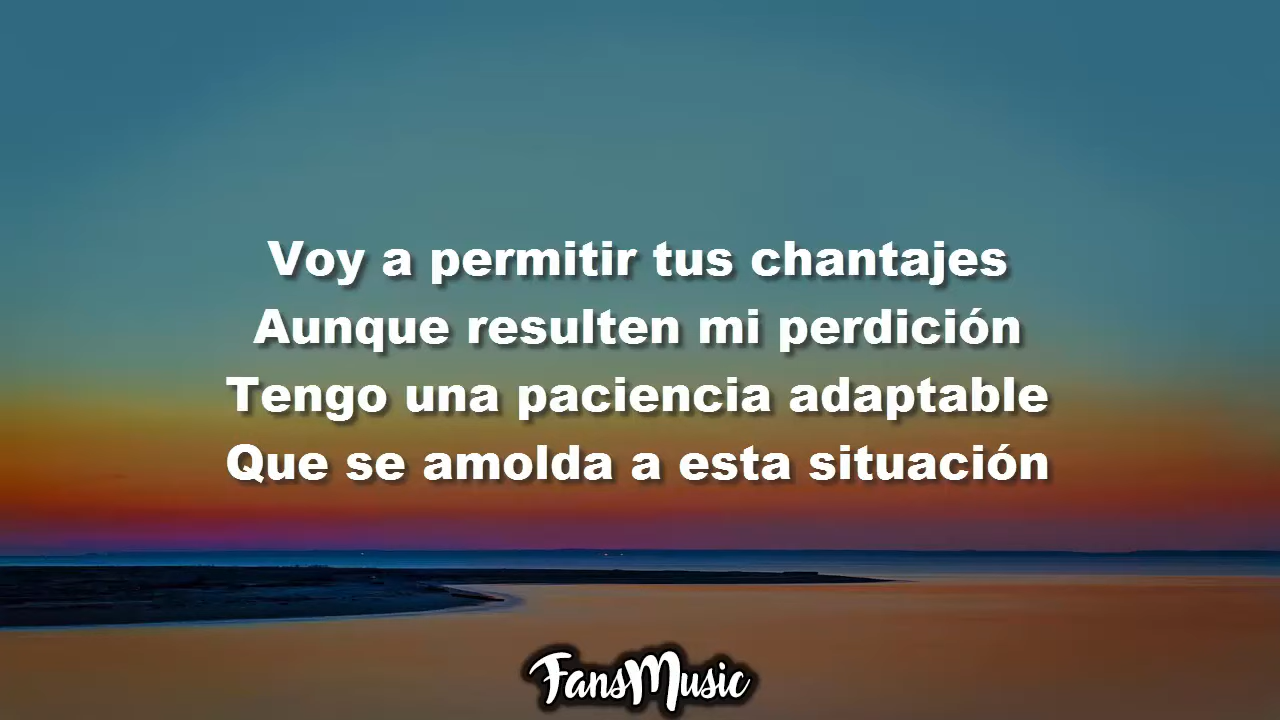 Voy a permitir tus chantajes
Aunque resulten mi perdición
Tengo una paciencia adaptable
Que se amolda a esta situación
FansMusic